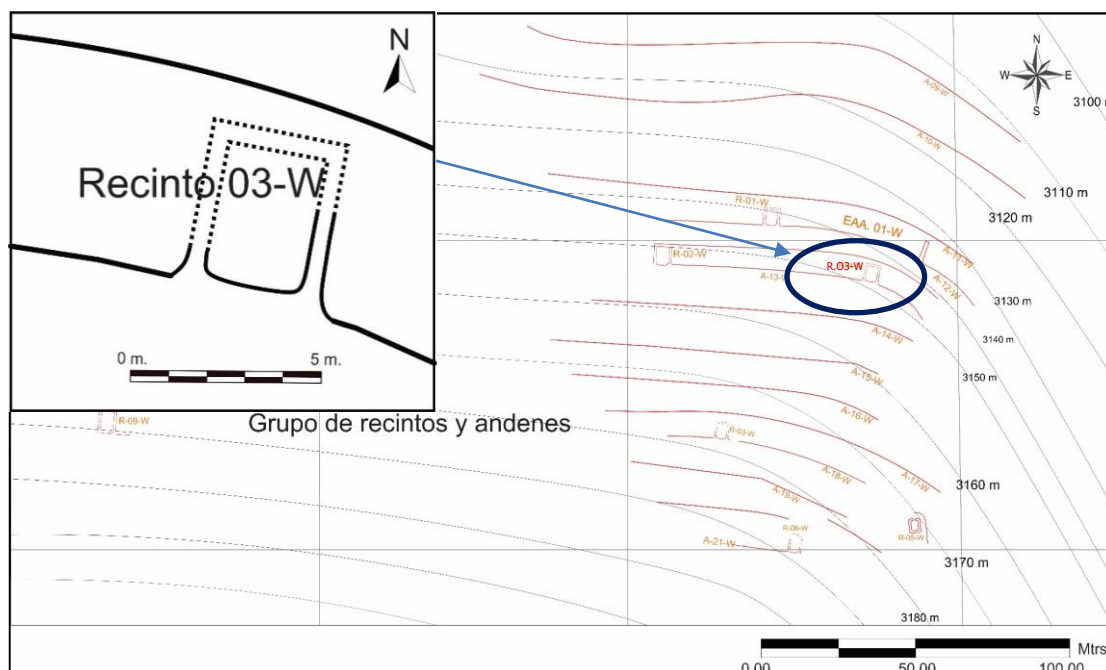 N
Recinto 03-W
0 m.
5 m.
Grupo de recintos y andenes
N
W
E
S
A-09-W
3100 m
A-10-W
3110 m
3120 m
R-01-W
EAA. 01-W
A-11-W
R-02-W
R.O3-W
A-13-W
A-12-W
3130 m
3140 m
A-14-W
3150 m
A-15-W
A-16-W
R-09-W
R-03-W
A-18-W
A-17-W
3160 m
A-19-W
R-05-W
A-21-W
R-06-W
3170 m
3180 m
Mtrs
0.00
50.00
100.00